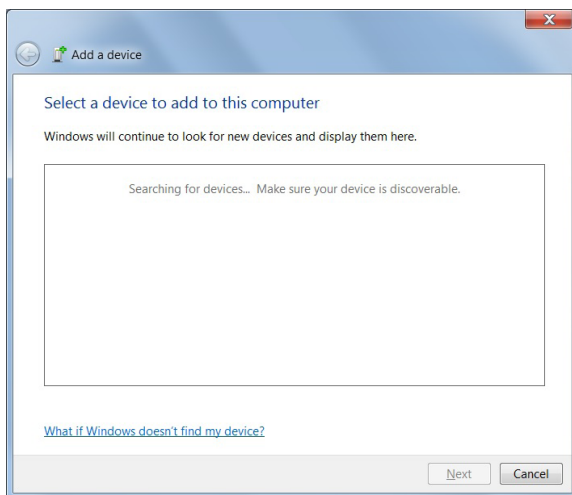 Add a device
Select a device to add to this computer
Windows will continue to look for new devices and display them here.
Searching for devices... Make sure your device is discoverable.
What if Windows doesn't find my device?
Next Cancel